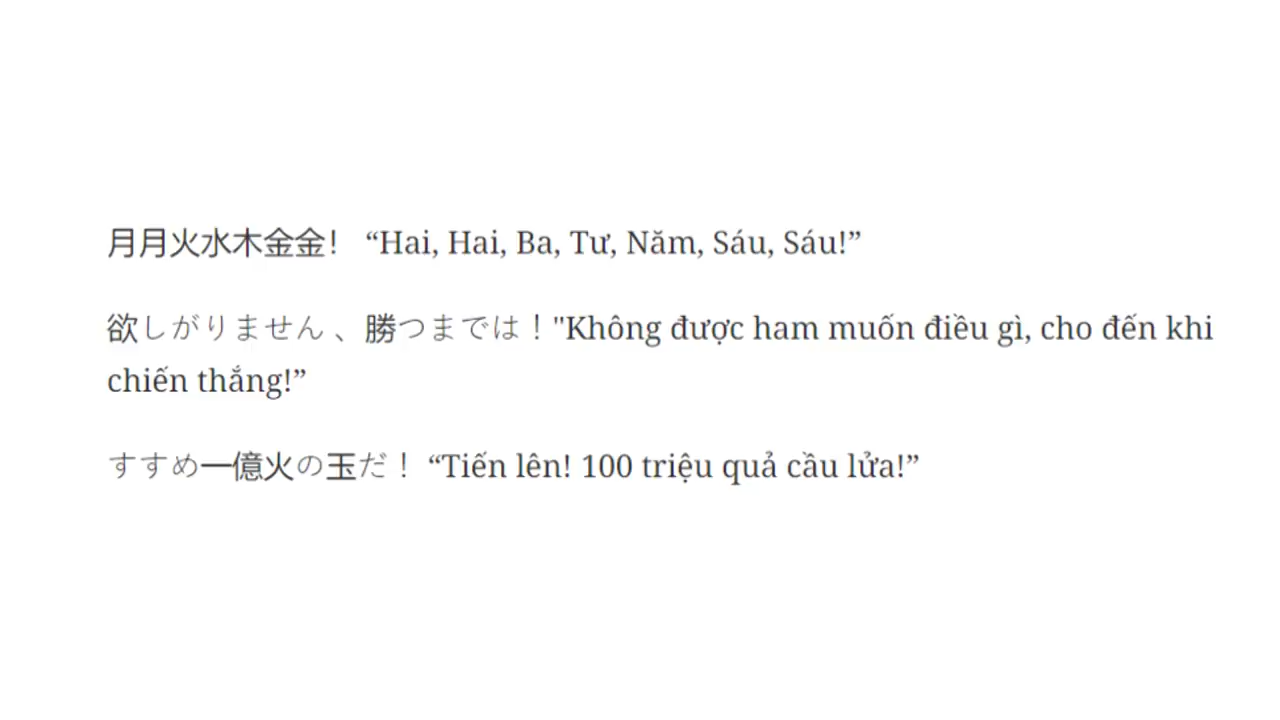 月月火水木金金！ “Hai, Hai, Ba, Tư, Năm, Sáu, Sáu!”
欲しがりません 、勝つまでは！"Không được ham muốn điều gì, cho đến khi
chiến thắng!”
すすめ一億火の玉だ！ “Tiến lên! 100 triệu quả cầu lửa!”